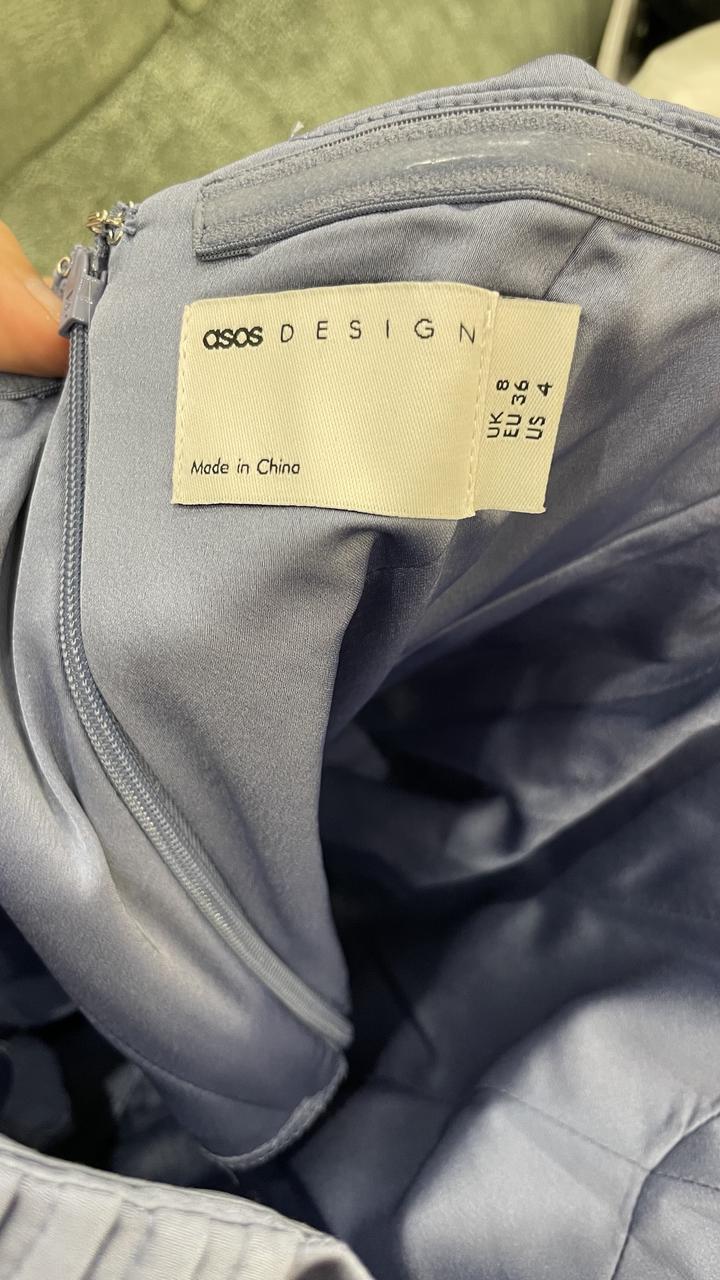 asos DESIGN
Made in China
UK 8
EU 36
US 4